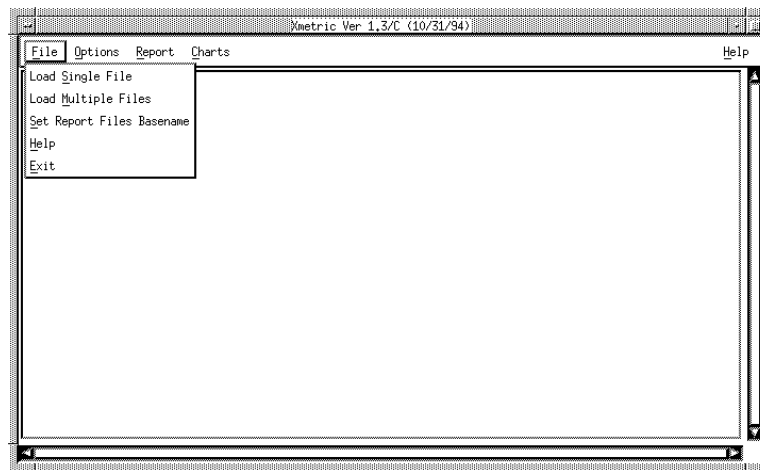 Xmetric Ver 1.3/C (10/31/94)
File Options Report Charts Help
Load Single File
Load Multiple Files
Set Report Files Basename
Help
Exit